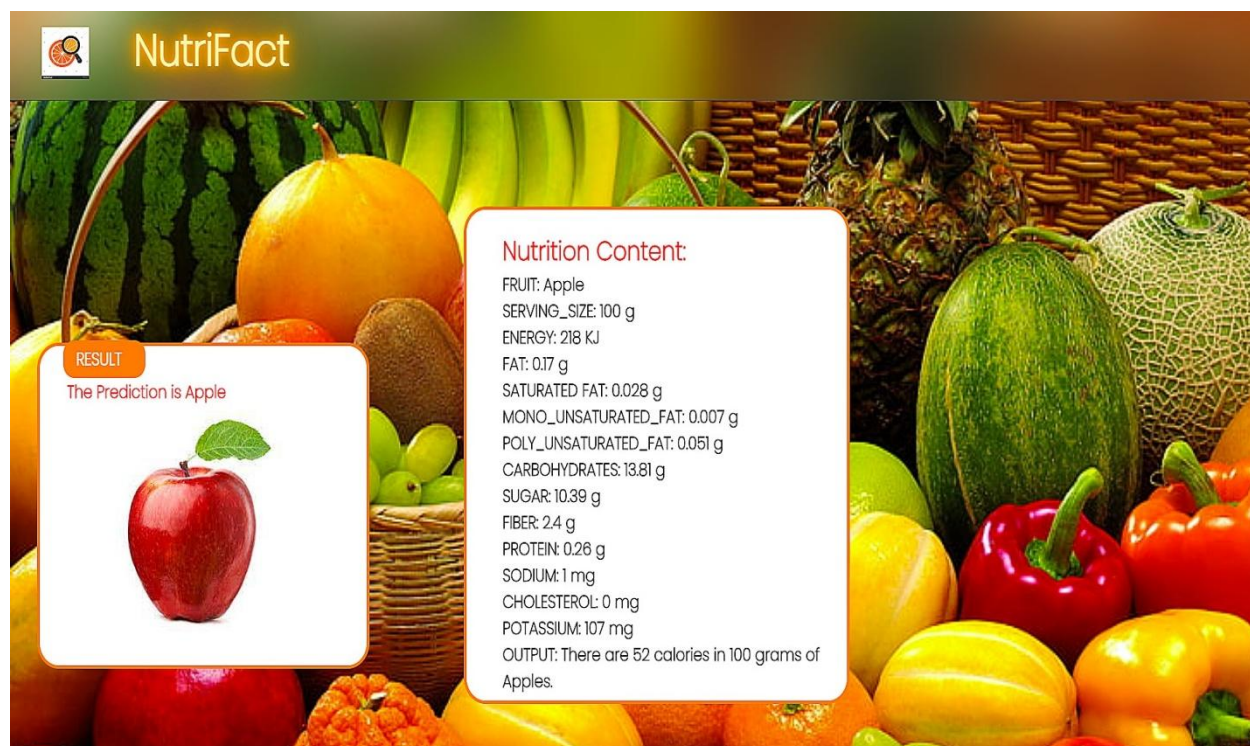 NutriFact
RESULT
The Prediction is Apple
Nutrition Content:
FRUIT: Apple
SERVING_SIZE: 100 g
ENERGY: 218 KJ
FAT: 0.17 g
SATURATED FAT: 0.028 g
MONO_UNSATURATED_FAT: 0.007 g
POLY_UNSATURATED_FAT: 0.051 g
CARBOHYDRATES: 13.81 g
SUGAR: 10.39 g
FIBER: 2.4 g
PROTEIN: 0.26 g
SODIUM: 1 mg
CHOLESTEROL: 0 mg
POTASSIUM: 107 mg
OUTPUT: There are 52 calories in 100 grams of
Apples.